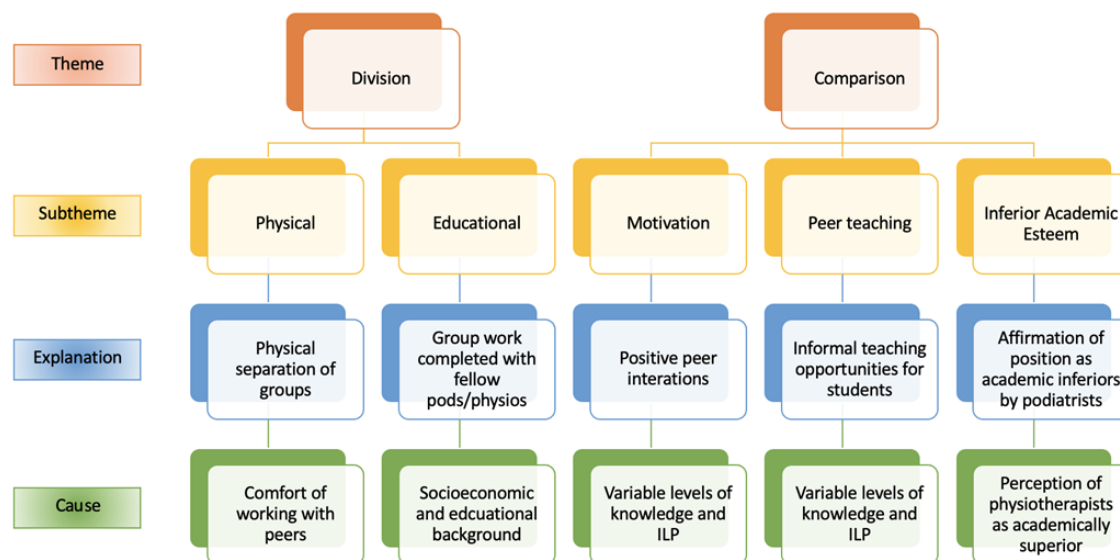 Theme
Division
Comparison
Subtheme
Physical
Educational
Motivation
Peer teaching
Inferior Academic
Esteem
Explanation
Physical
separation of
groups
Group work
completed with
fellow
pods/physios
Positive peer
interations
Informal teaching
opportunities for
students
Affirmation of
position as
academic inferiors
by podiatrists
Cause
Comfort of
working with
peers
Socioeconomic
and edcuational
background
Variable levels of
knowledge and
ILP
Variable levels of
knowledge and
ILP
Perception of
physiotherapists
as academically
superior